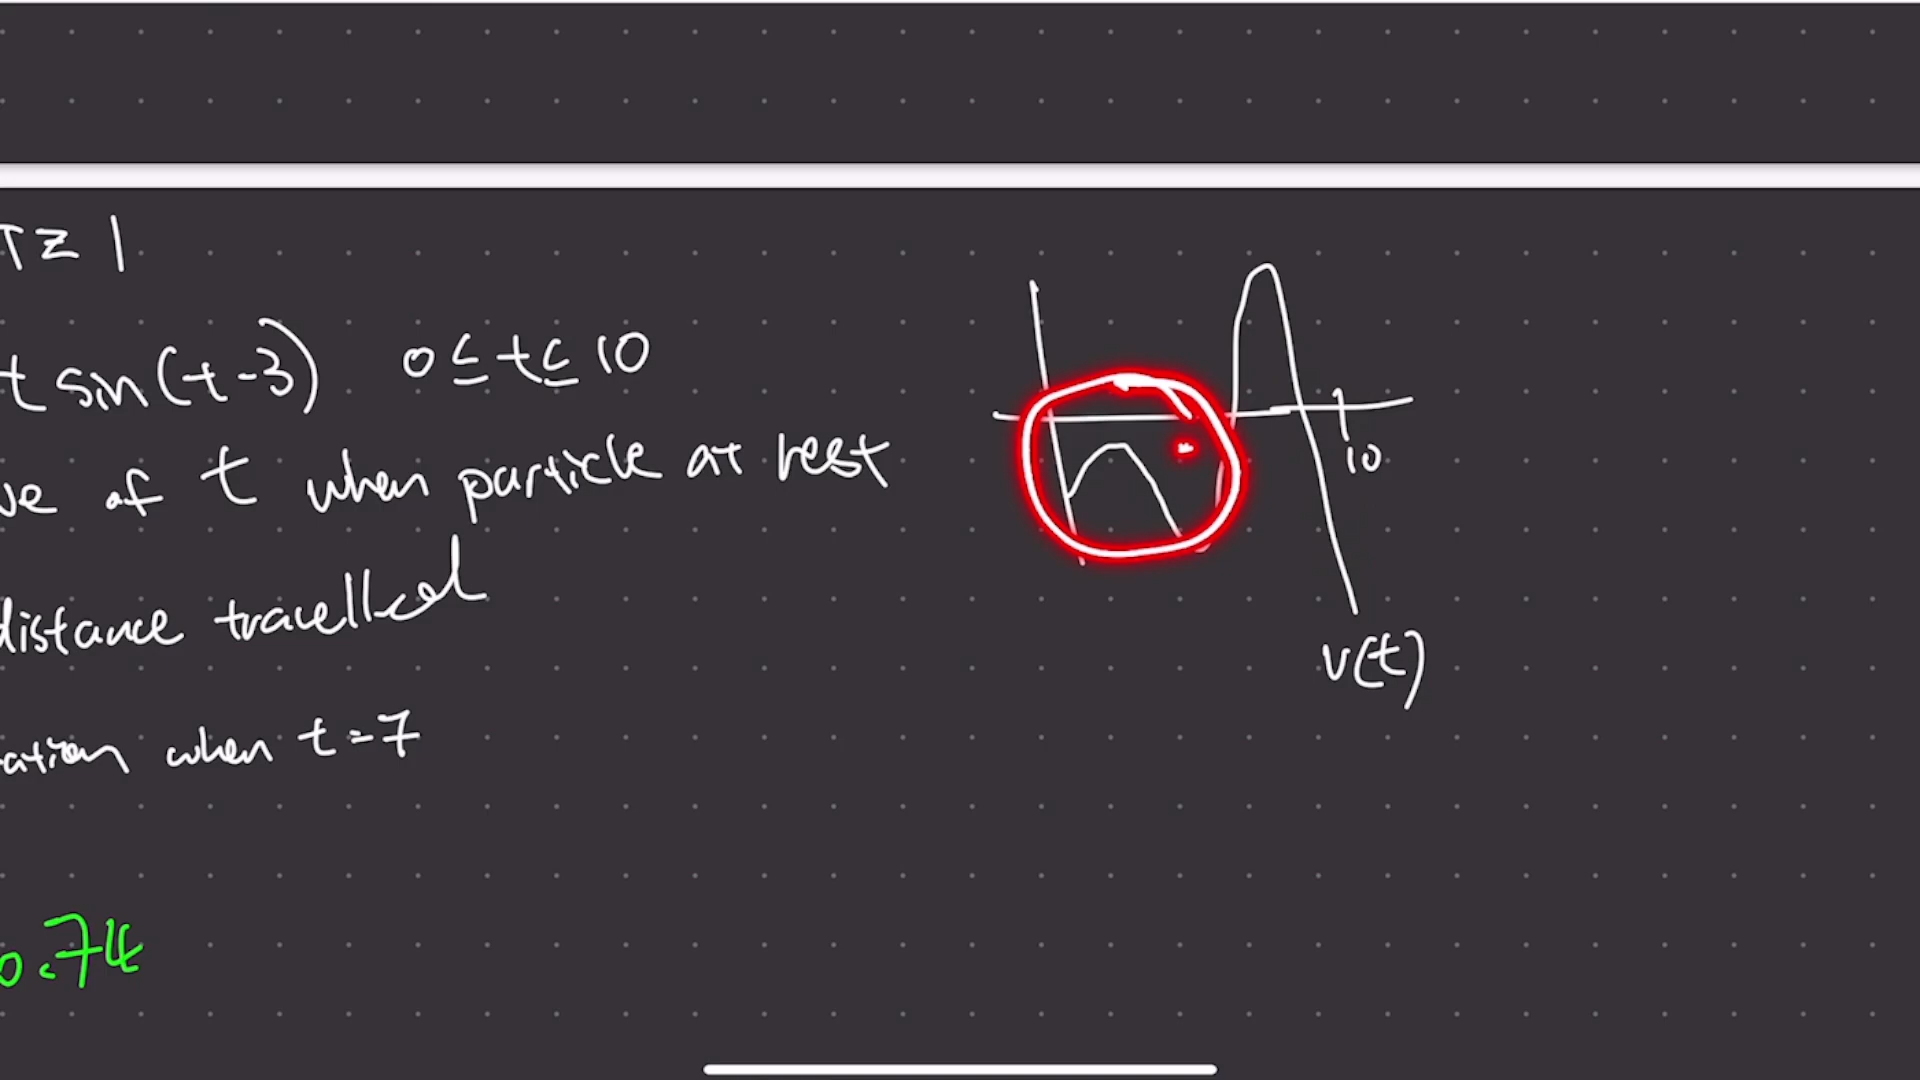 TZ 1
t sin(t-3) 0 ≤ t ≤ 10
ve of t when particle at rest
distance travelled
ation when t=7
0.74
10
v(t)